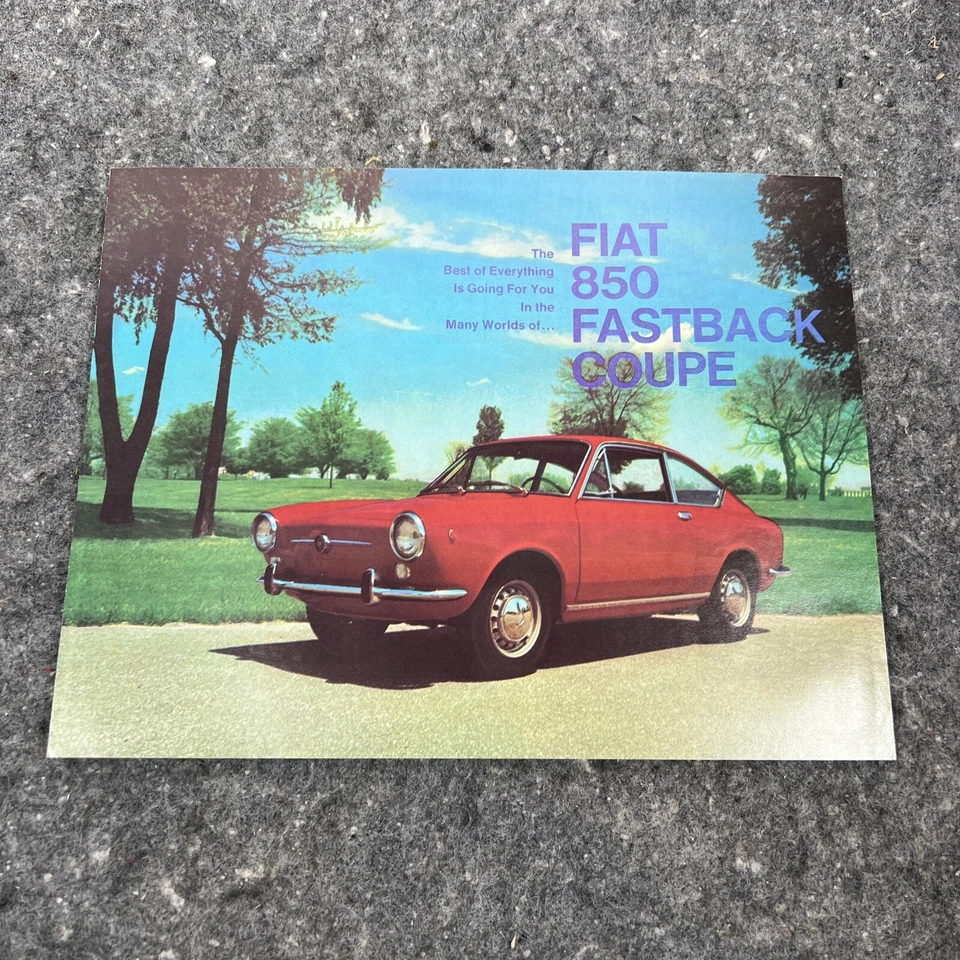 The
Best of Everything
Is Going For You
In the
Many Worlds of...
FIAT
850
FASTBACK
COUPE